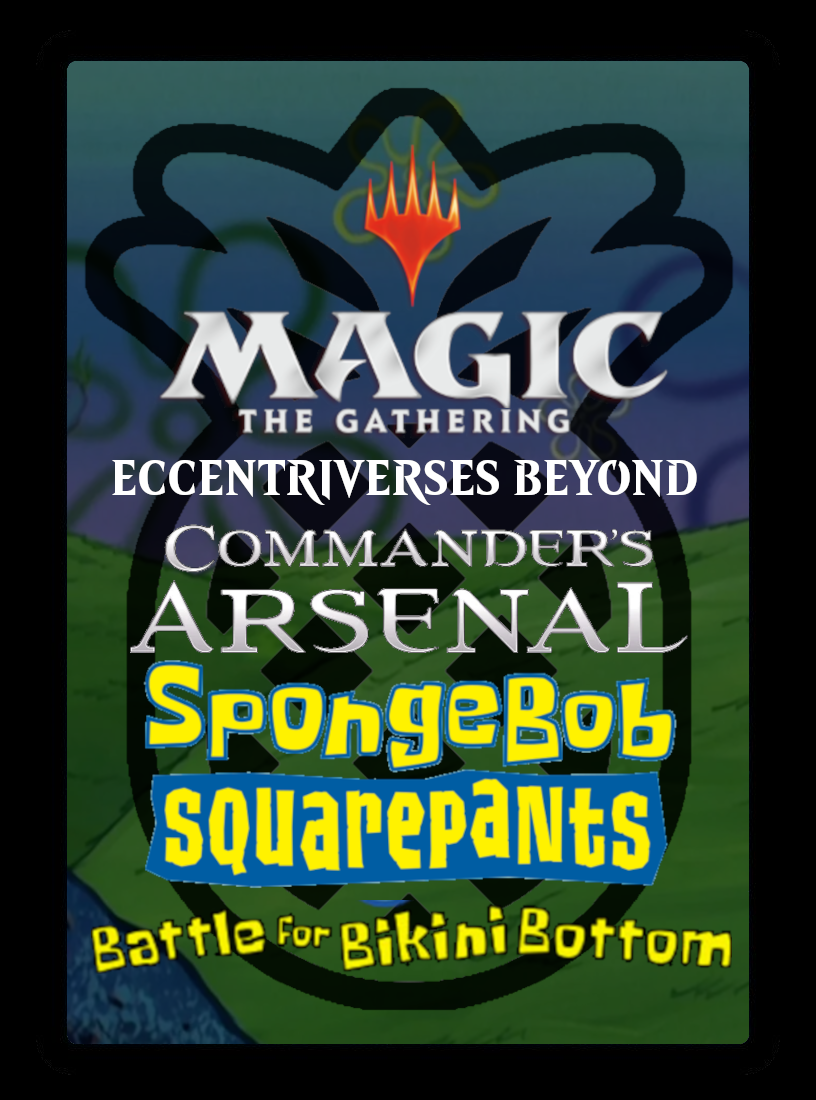 MAGIC
THE GATHERING
ECCENTRIVERSES BEYOND
COMMANDER'S
ARSENAL
SpongeBob
squarepants
Battle For Bikini Bottom